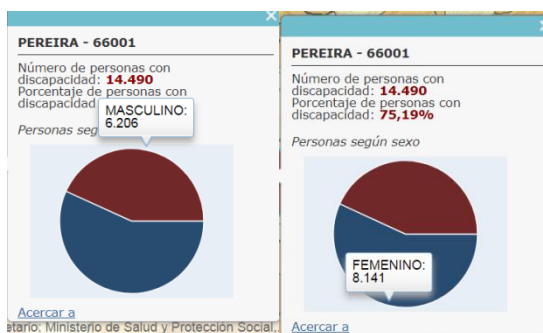 PEREIRA - 66001
Número de personas con
discapacidad: 14.490
Porcentaje de personas con
discapacidad
MASCULINO:
6.206
Personas seg
Acercar a
etario; Ministerio de Salud y Protección Social,
PEREIRA - 66001
Número de personas con
discapacidad: 14.490
Porcentaje de personas con
discapacidad: 75,19%
Personas según sexo
FEMENINO:
8.141
Acercar a